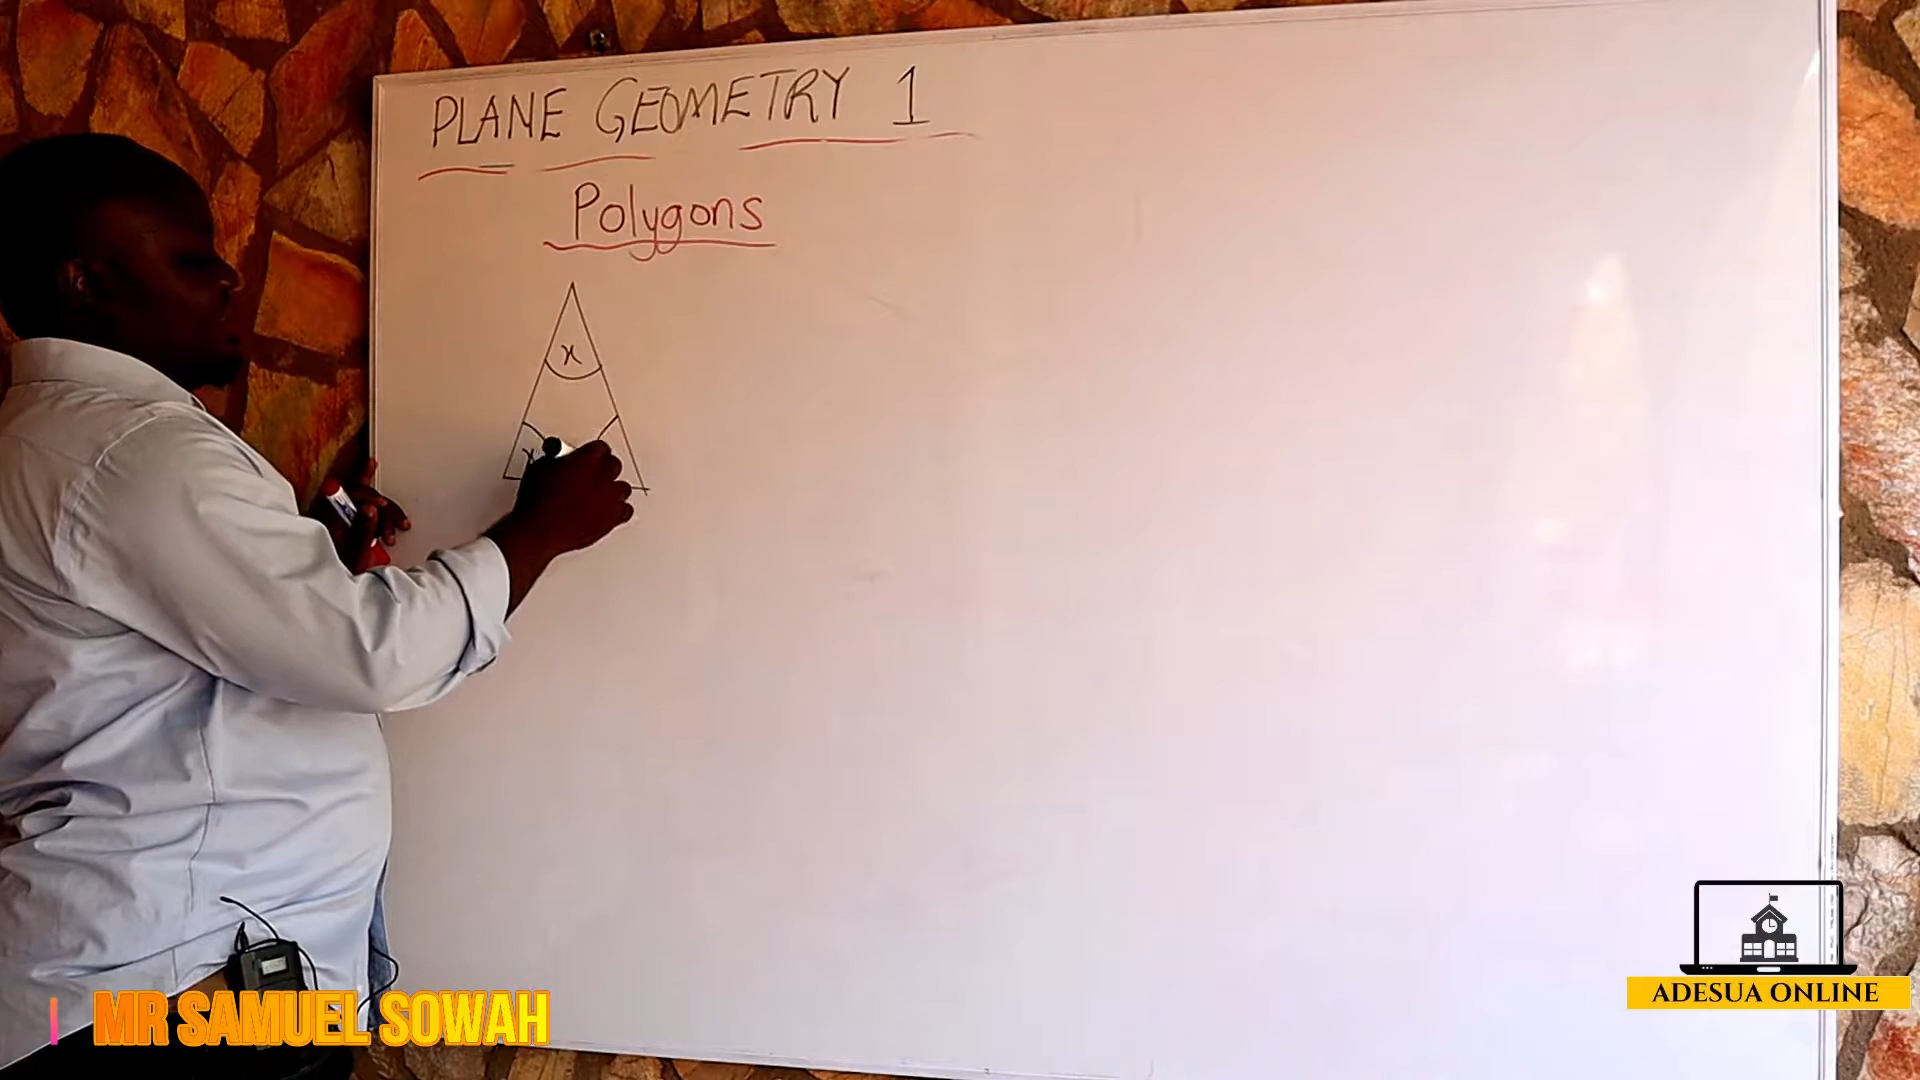 PLANE GEOMETRY 1
Polygons
x
x
MR SAMUEL SOWAH
ADESUA ONLINE